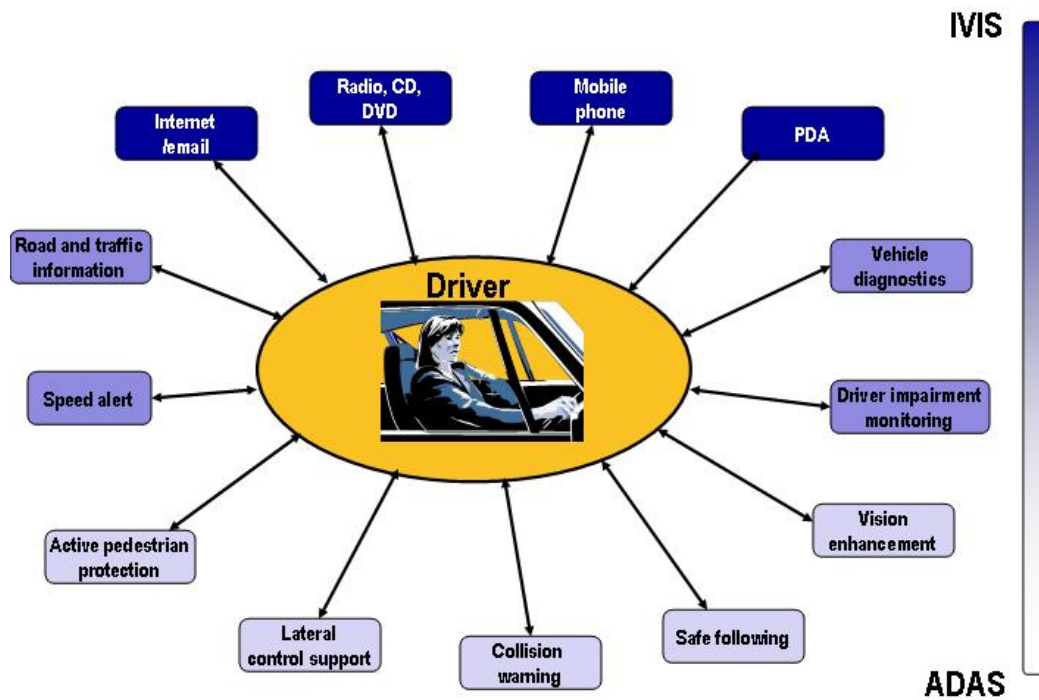 IVIS
Radio, CD,
DVD
Mobile
phone
Internet
/email
PDA
Road and traffic
information
Vehicle
diagnostics
Driver
Speed alert
Driver impairment
monitoring
Active pedestrian
protection
Vision
enhancement
Lateral
control support
Collision
warning
Safe following
ADAS